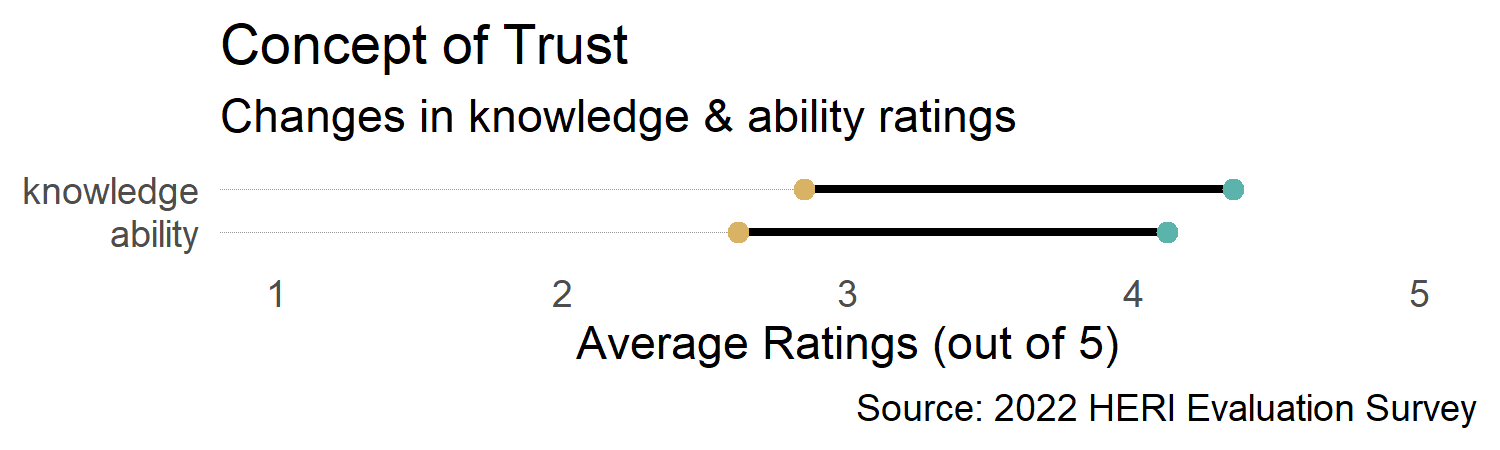 Concept of Trust
Changes in knowledge & ability ratings
knowledge
ability
1 2 3 4 5
Average Ratings (out of 5)
Source: 2022 HERI Evaluation Survey